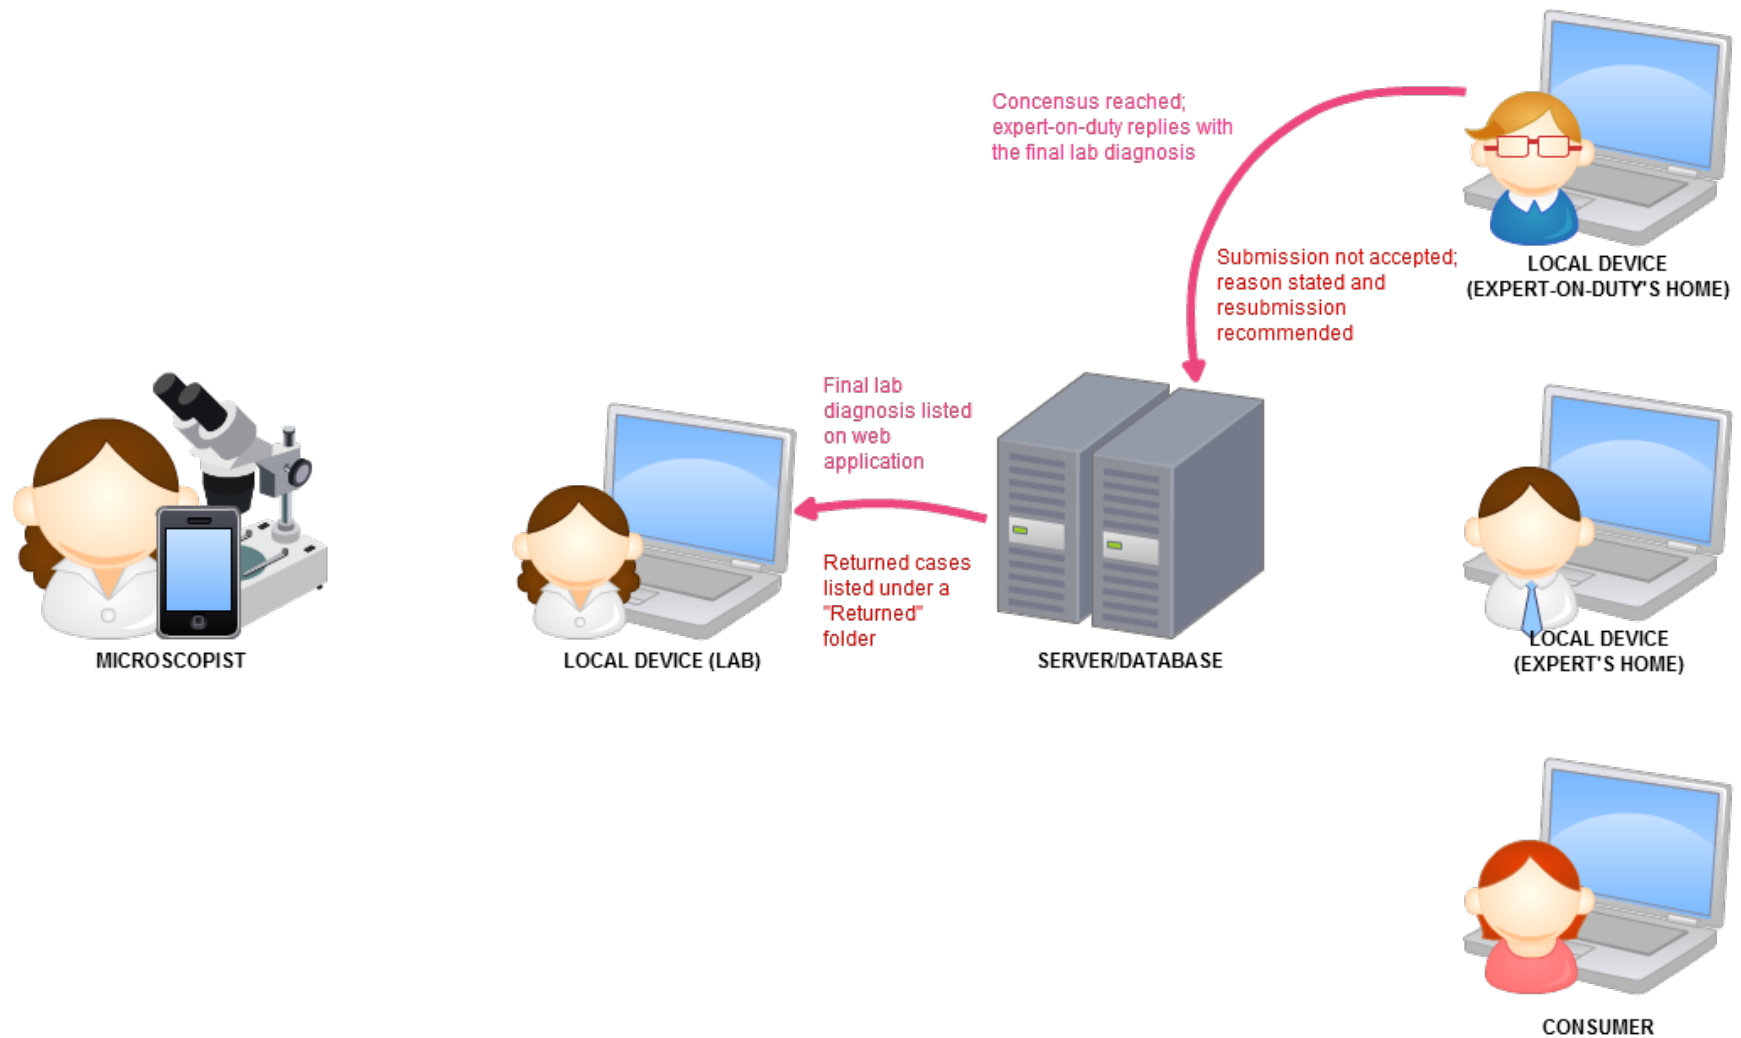 Concensus reached;
expert-on-duty replies with
the final lab diagnosis
Submission not accepted;
reason stated and
resubmission
recommended
LOCAL DEVICE
(EXPERT-ON-DUTY'S HOME)
Final lab
diagnosis listed
on web
application
Returned cases
listed under a
"Returned"
folder
MICROSCOPIST
LOCAL DEVICE (LAB)
SERVER/DATABASE
LOCAL DEVICE
(EXPERT'S HOME)
CONSUMER